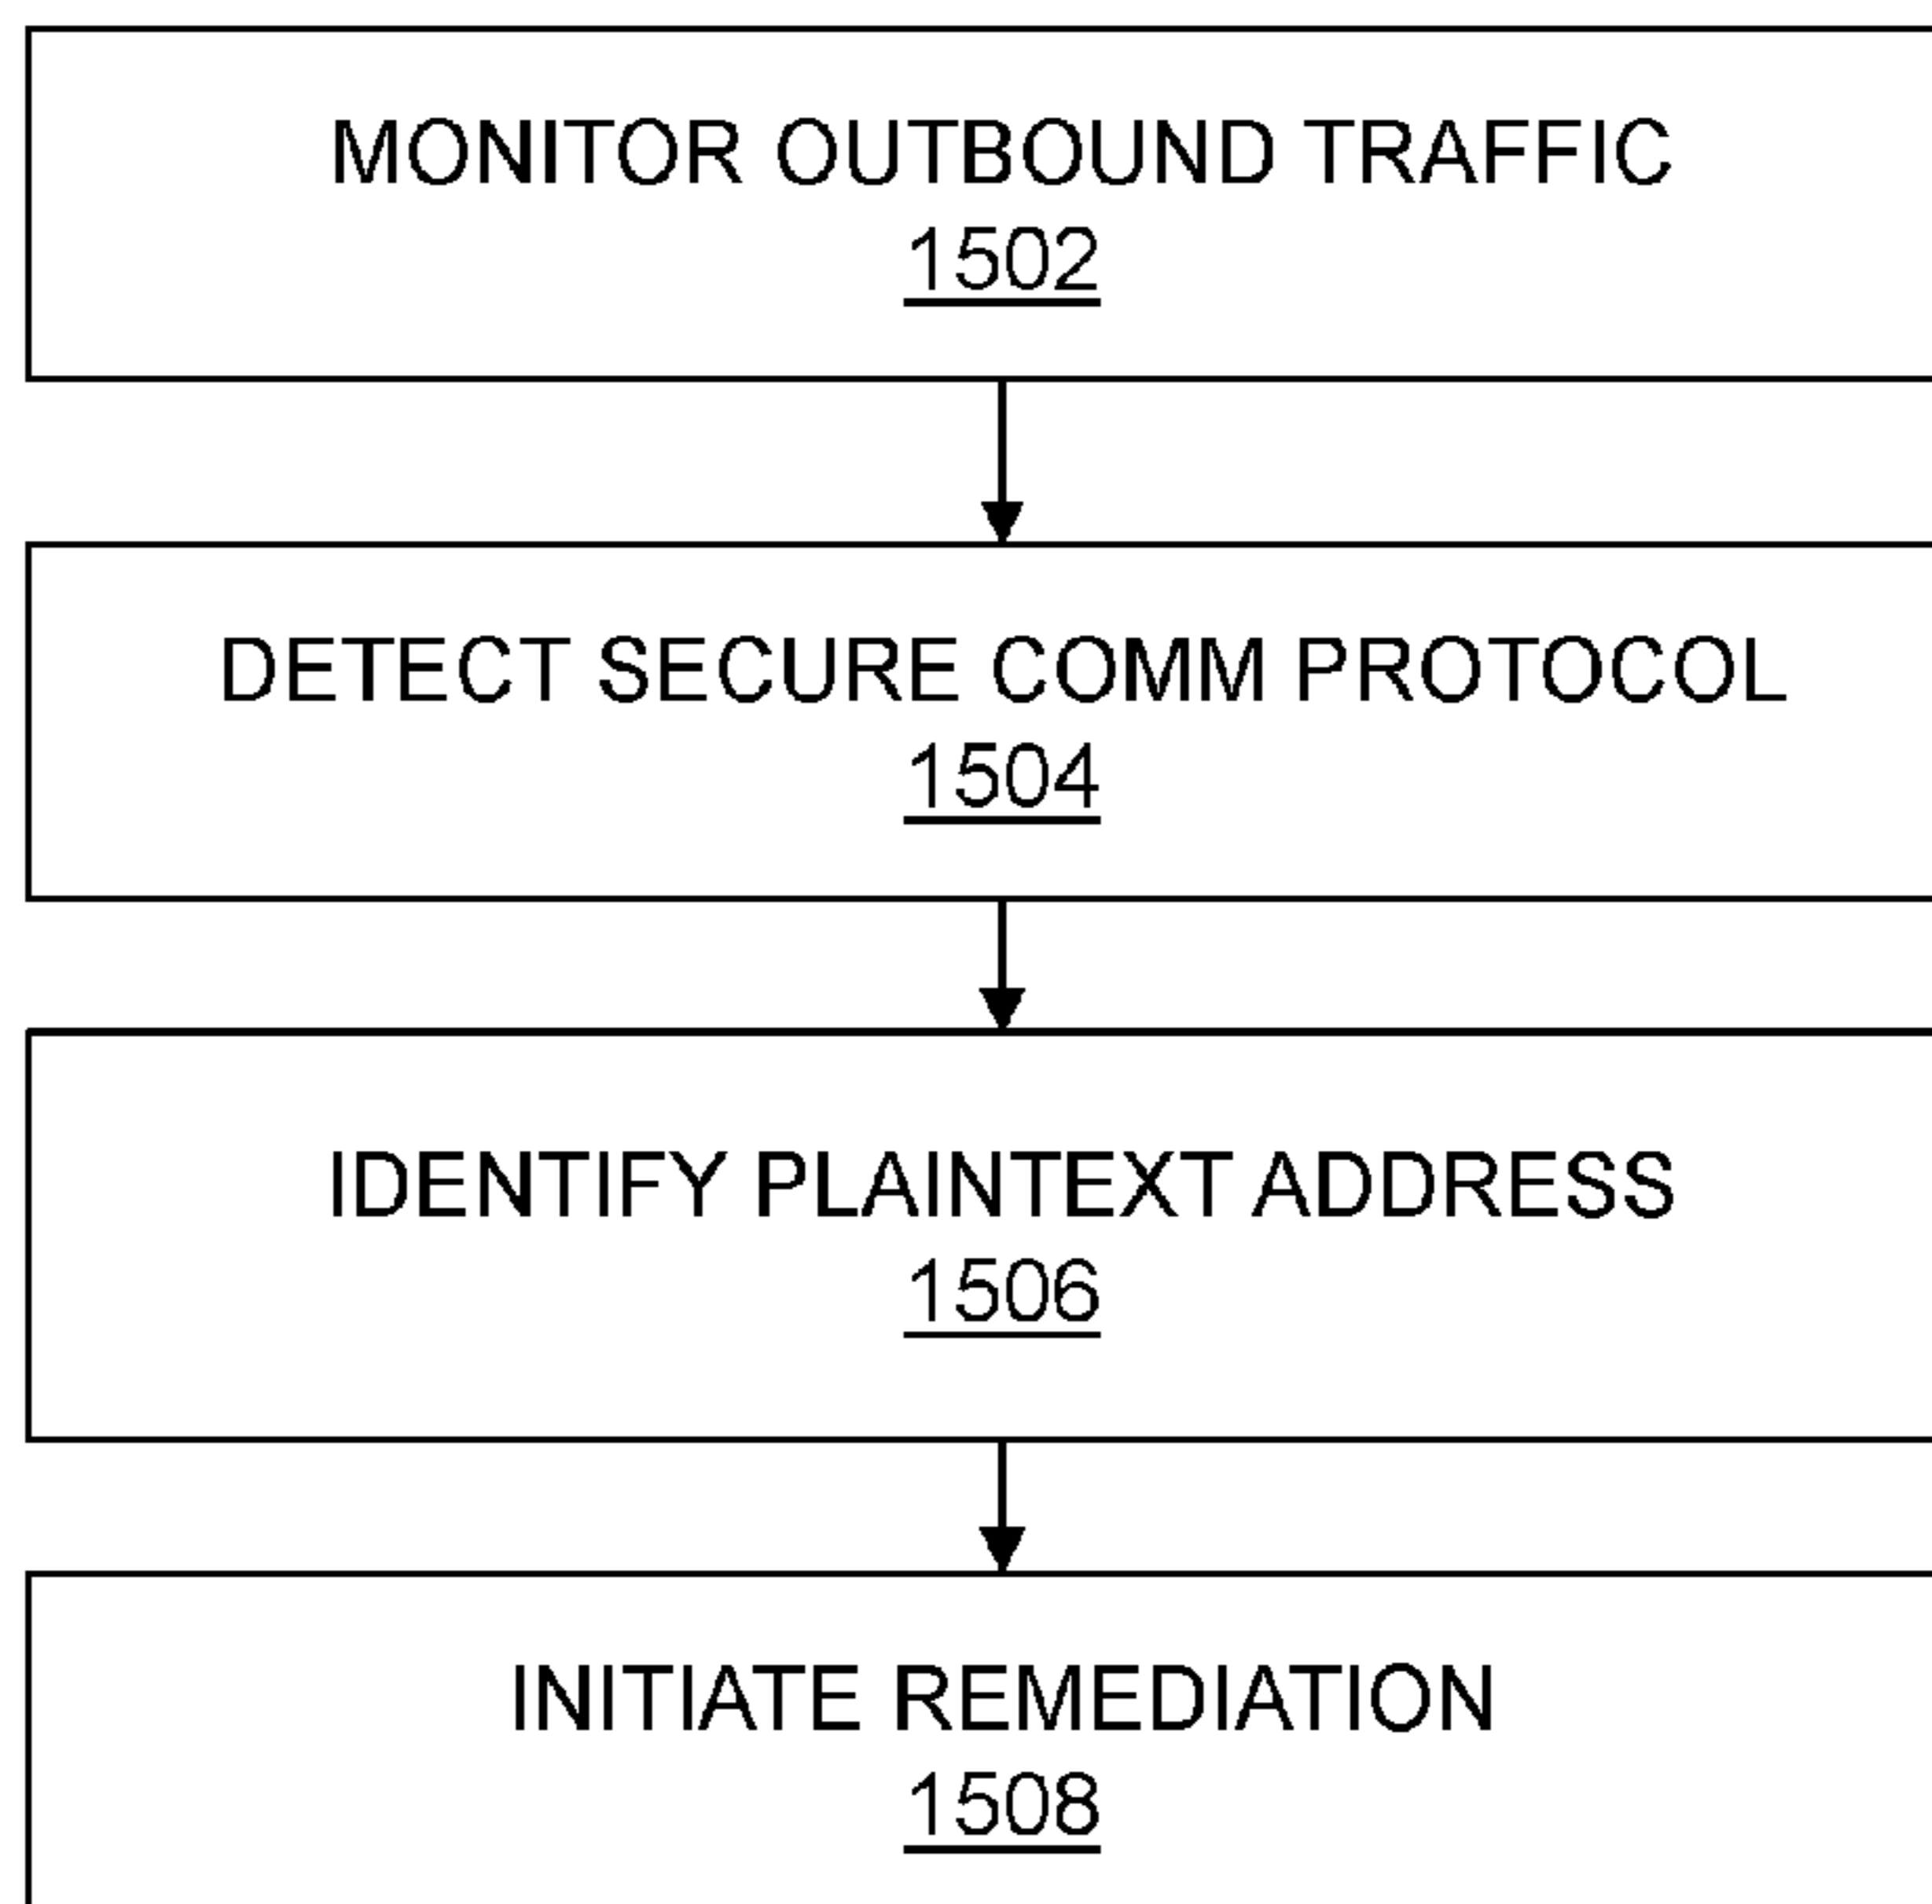 MONITOR OUTBOUND TRAFFIC
1502
DETECT SECURE COMM PROTOCOL
1504
IDENTIFY PLAINTEXT ADDRESS
1506
INITIATE REMEDIATION
1508